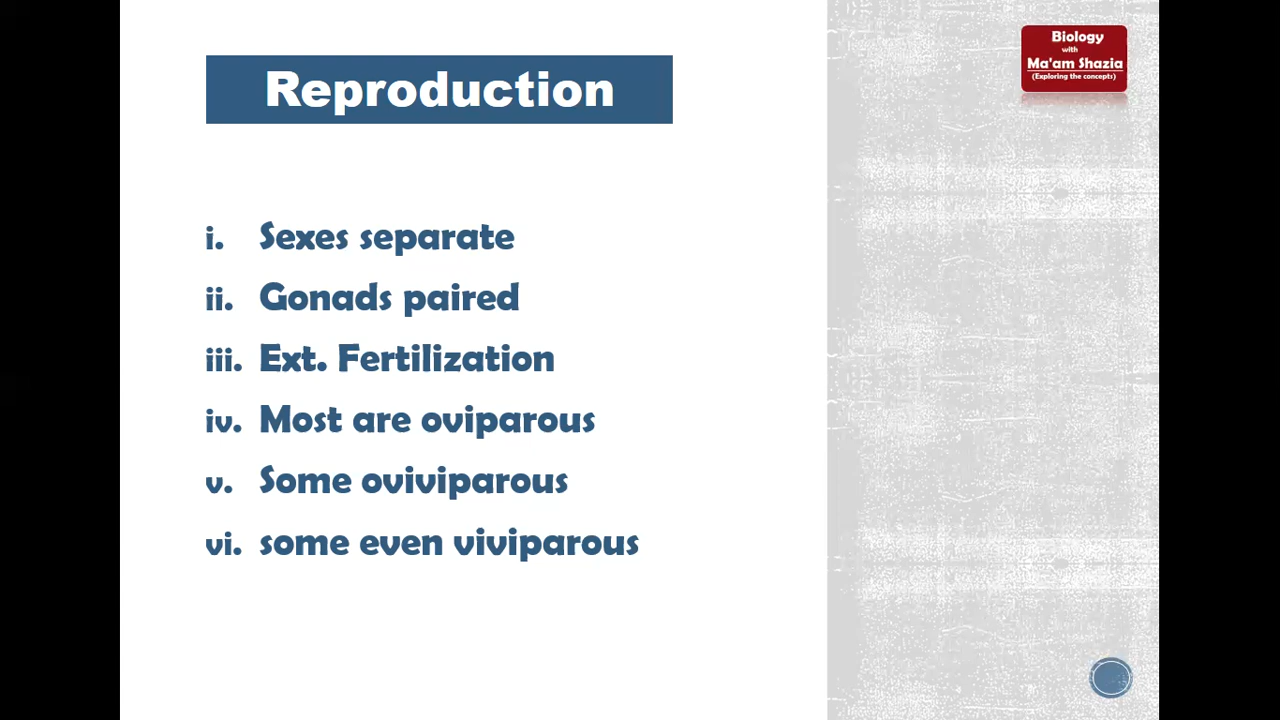 Biology
with
Ma'am Shazia
(Exploring the concepts)
Reproduction
i. Sexes separate
ii. Gonads paired
iii. Ext. Fertilization
iv. Most are oviparous
v. Some oviviparous
vi. some even viviparous